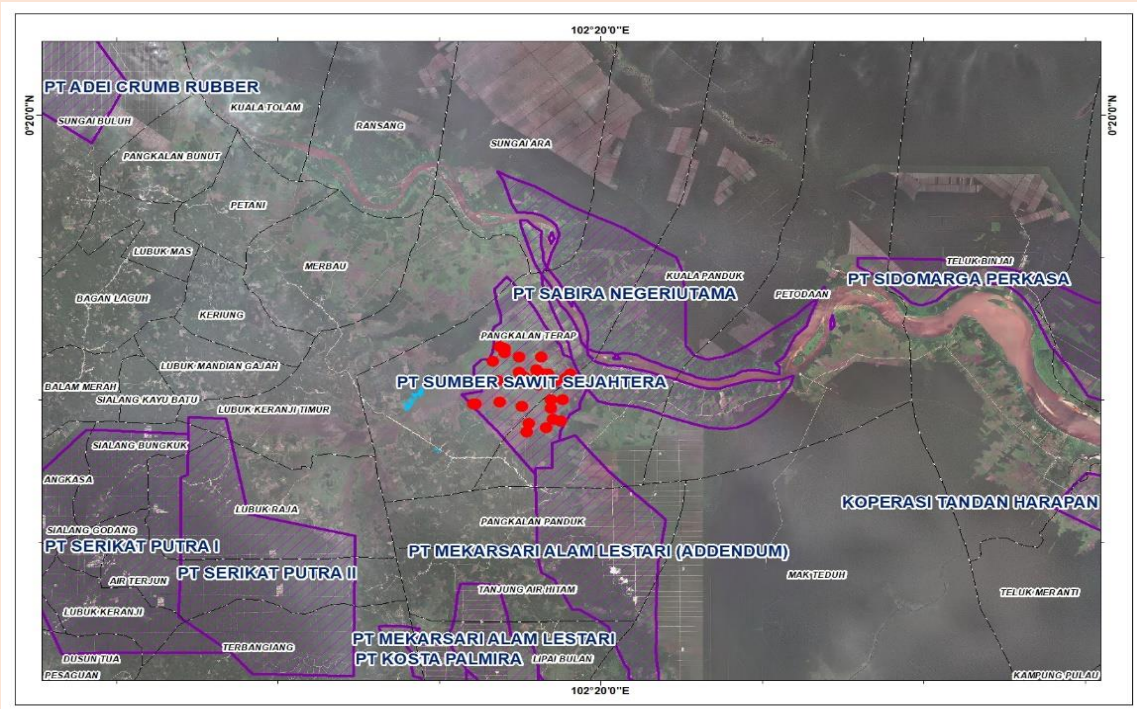 102°20'0"E
PT ADEI CRUMB RUBBER
KUALA TOLAM
0°20'0"N
0°20'0"N
SUNGAI BULUH
RANSANG
SUNGAI ARA
PANGKALAN BUNUT
PETANI
LUBUK MAS
MERBAU
TELUK BINJAI
KUALA PANDUK
PT SIDOMARGA PERKASA
BAGAN LAGUH
PT SABIRA NEGERIUTAMA
PETODAAN
KERIUNG
PANGKALAN TERAP
LUBUK MANDIAN GAJAH
PT SUMBER SAWIT SEJAHTERA
BALAM MERAH
SIALANG KAYU BATU
LUBUK KERANJI TIMUR
SIALANG BUNGKUK
ANGKASA
KOPERASI TANDAN HARAPAN
LUBUK RAJA
PANGKALAN PANDUK
SIALANG GODANG
PT SERIKAT PUTRA I
PT MEKARSARI ALAM LESTARI (ADDENDUM)
PT SERIKAT PUTRA II
MAK TEDUH
AIR TERJUN
TANJUNG AIR HITAM
TELUK MERANTI
LUBUK KERANJI
PT MEKARSARI ALAM LESTARI
TERBANGIANG
DUSUN TUA
PT KOSTA PALMIRA
LIPAI BULAN
PESAGUAN
KAMPUNG PULAU
102°20'0"E